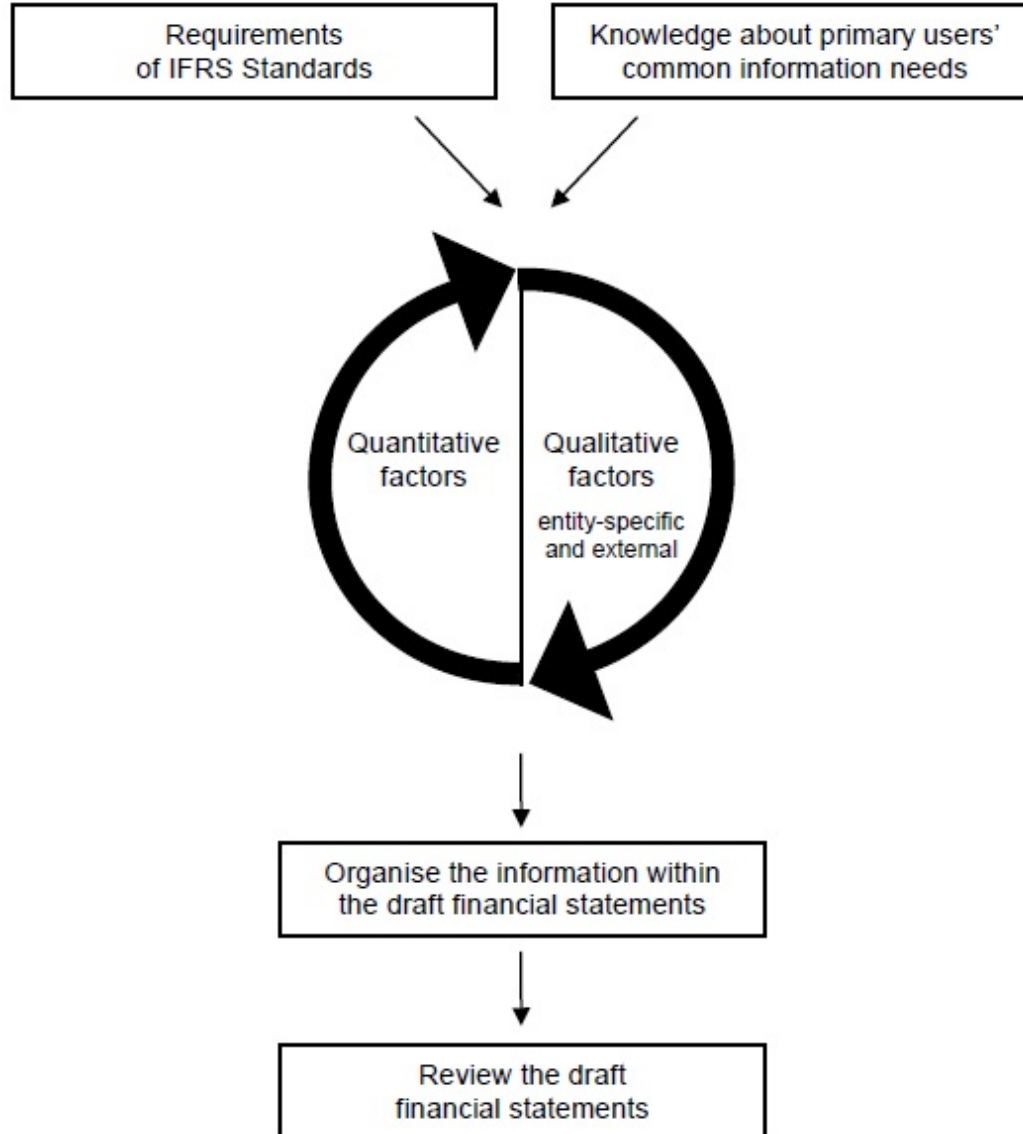 Requirements
of IFRS Standards
Knowledge about primary users'
common information needs
Quantitative
factors
Qualitative
factors
entity-specific
and external
Organise the information within
the draft financial statements
Review the draft
financial statements